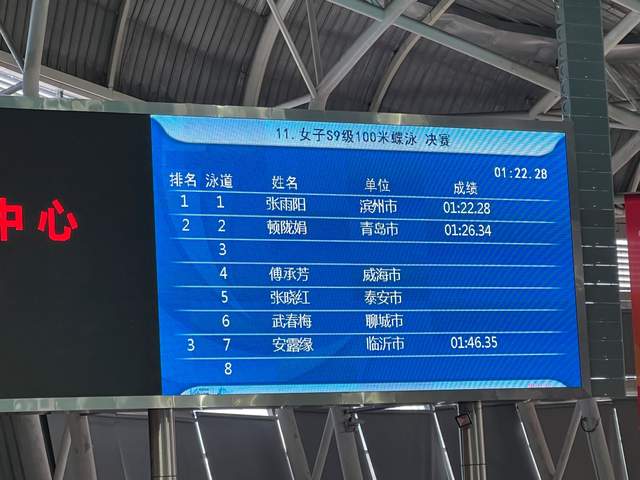 中心
11. 女子S9级100米蝶泳 决赛
01:22.28
排名 泳道 姓名 单位 成绩
1 1 张雨阳 滨州市 01:22.28
2 2 顿陇娟 青岛市 01:26.34
3
4 傅承芳 威海市
5 张晓红 泰安市
6 武春梅 聊城市
3 7 安露缘 临沂市 01:46.35
8